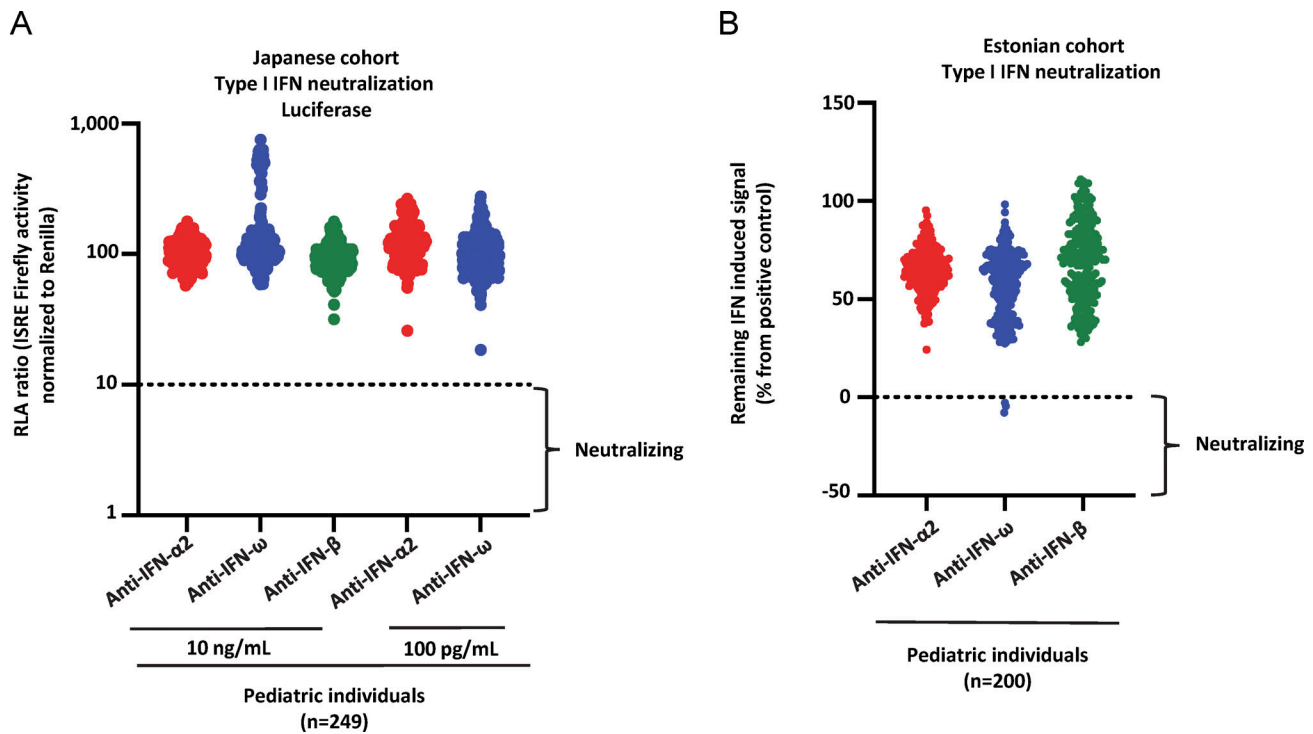 A
Japanese cohort
Type I IFN neutralization
Luciferase
RLA ratio (ISRE Firefly activity
normalized to Renilla)
1,000
100
10
1
Neutralizing
Anti-IFN-α2
Anti-IFN-ω
Anti-IFN-β
Anti-IFN-α2
Anti-IFN-ω
10 ng/mL
100 pg/mL
Pediatric individuals
(n=249)
B
Estonian cohort
Type I IFN neutralization
Remaining IFN induced signal
(% from positive control)
150
100
50
0
-50
Neutralizing
Anti-IFN-α2
Anti-IFN-ω
Anti-IFN-β
Pediatric individuals
(n=200)